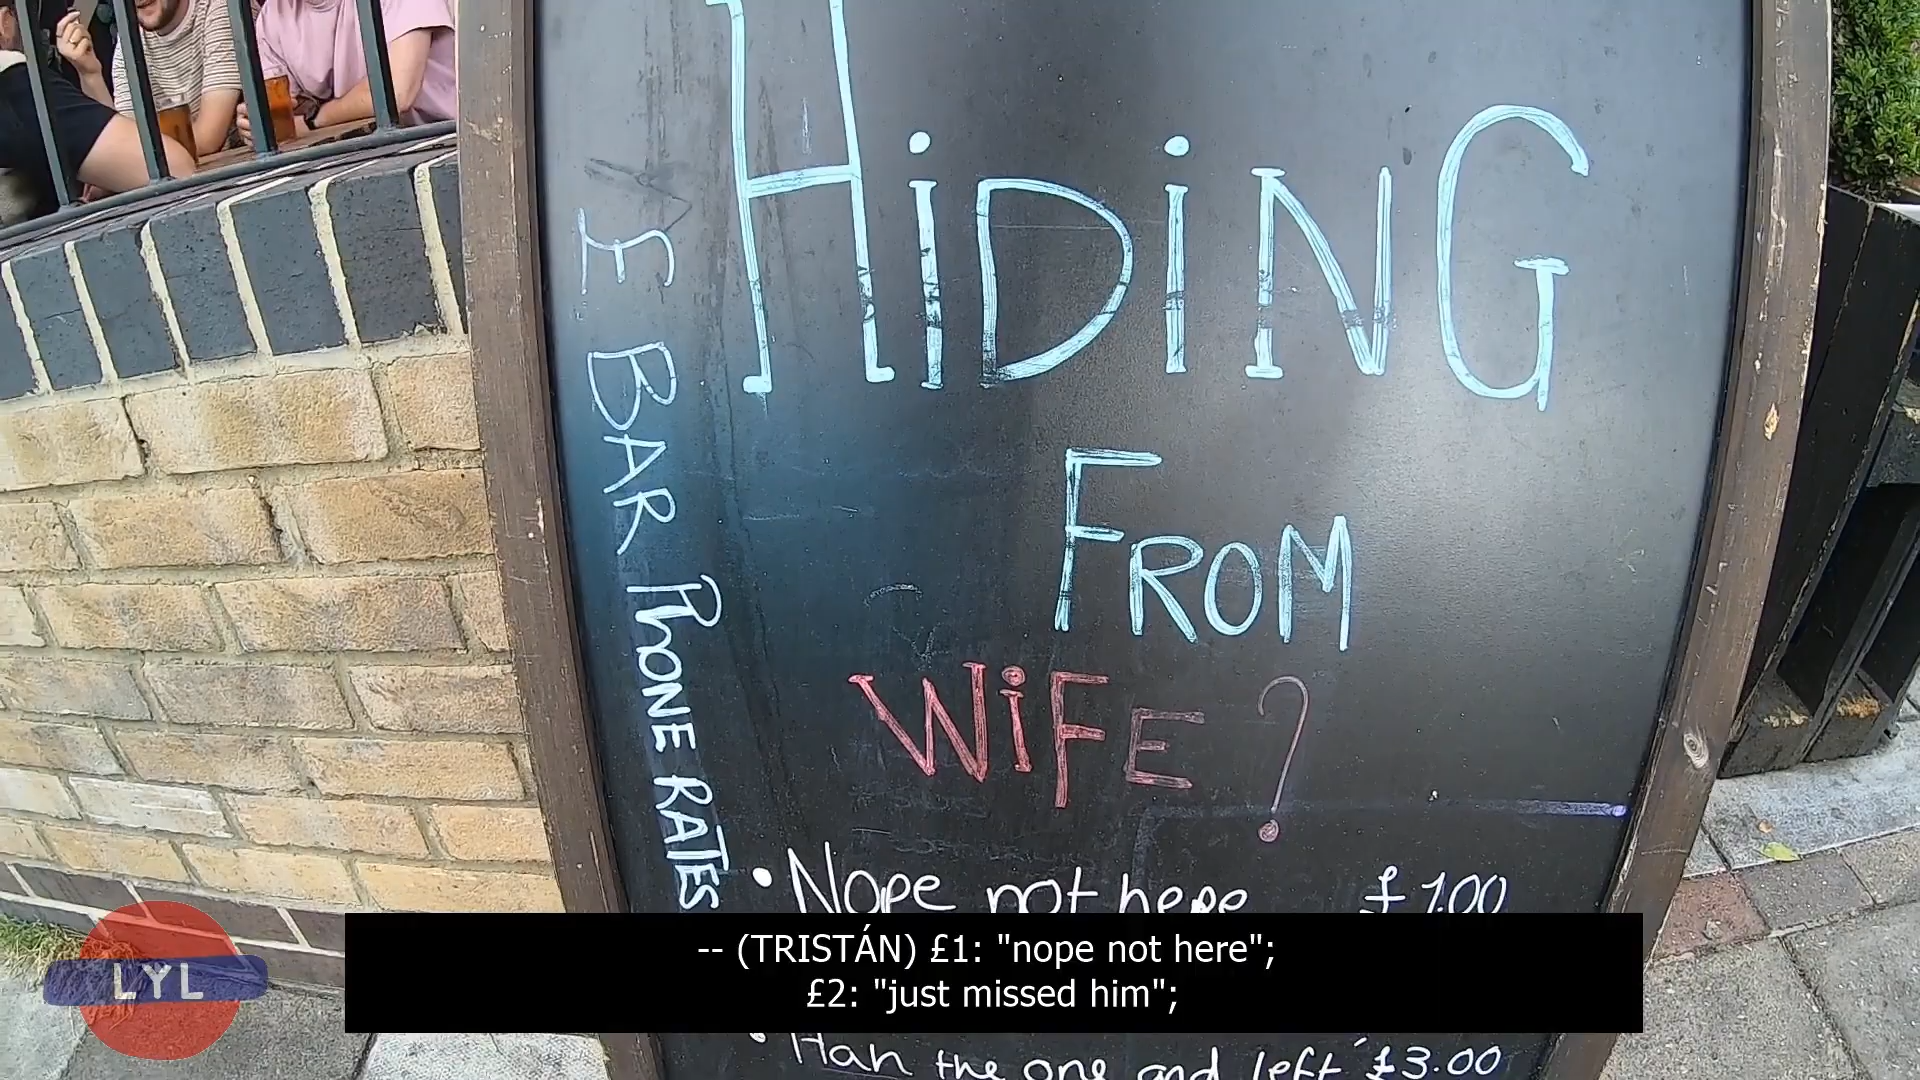 HiDiNG
FROM
WiFE?
£ BAR PHONE RATES
• Nope not here £1.00
• Han the one and left £3.00
-- (TRISTÁN) £1: "nope not here";
£2: "just missed him";
LYL